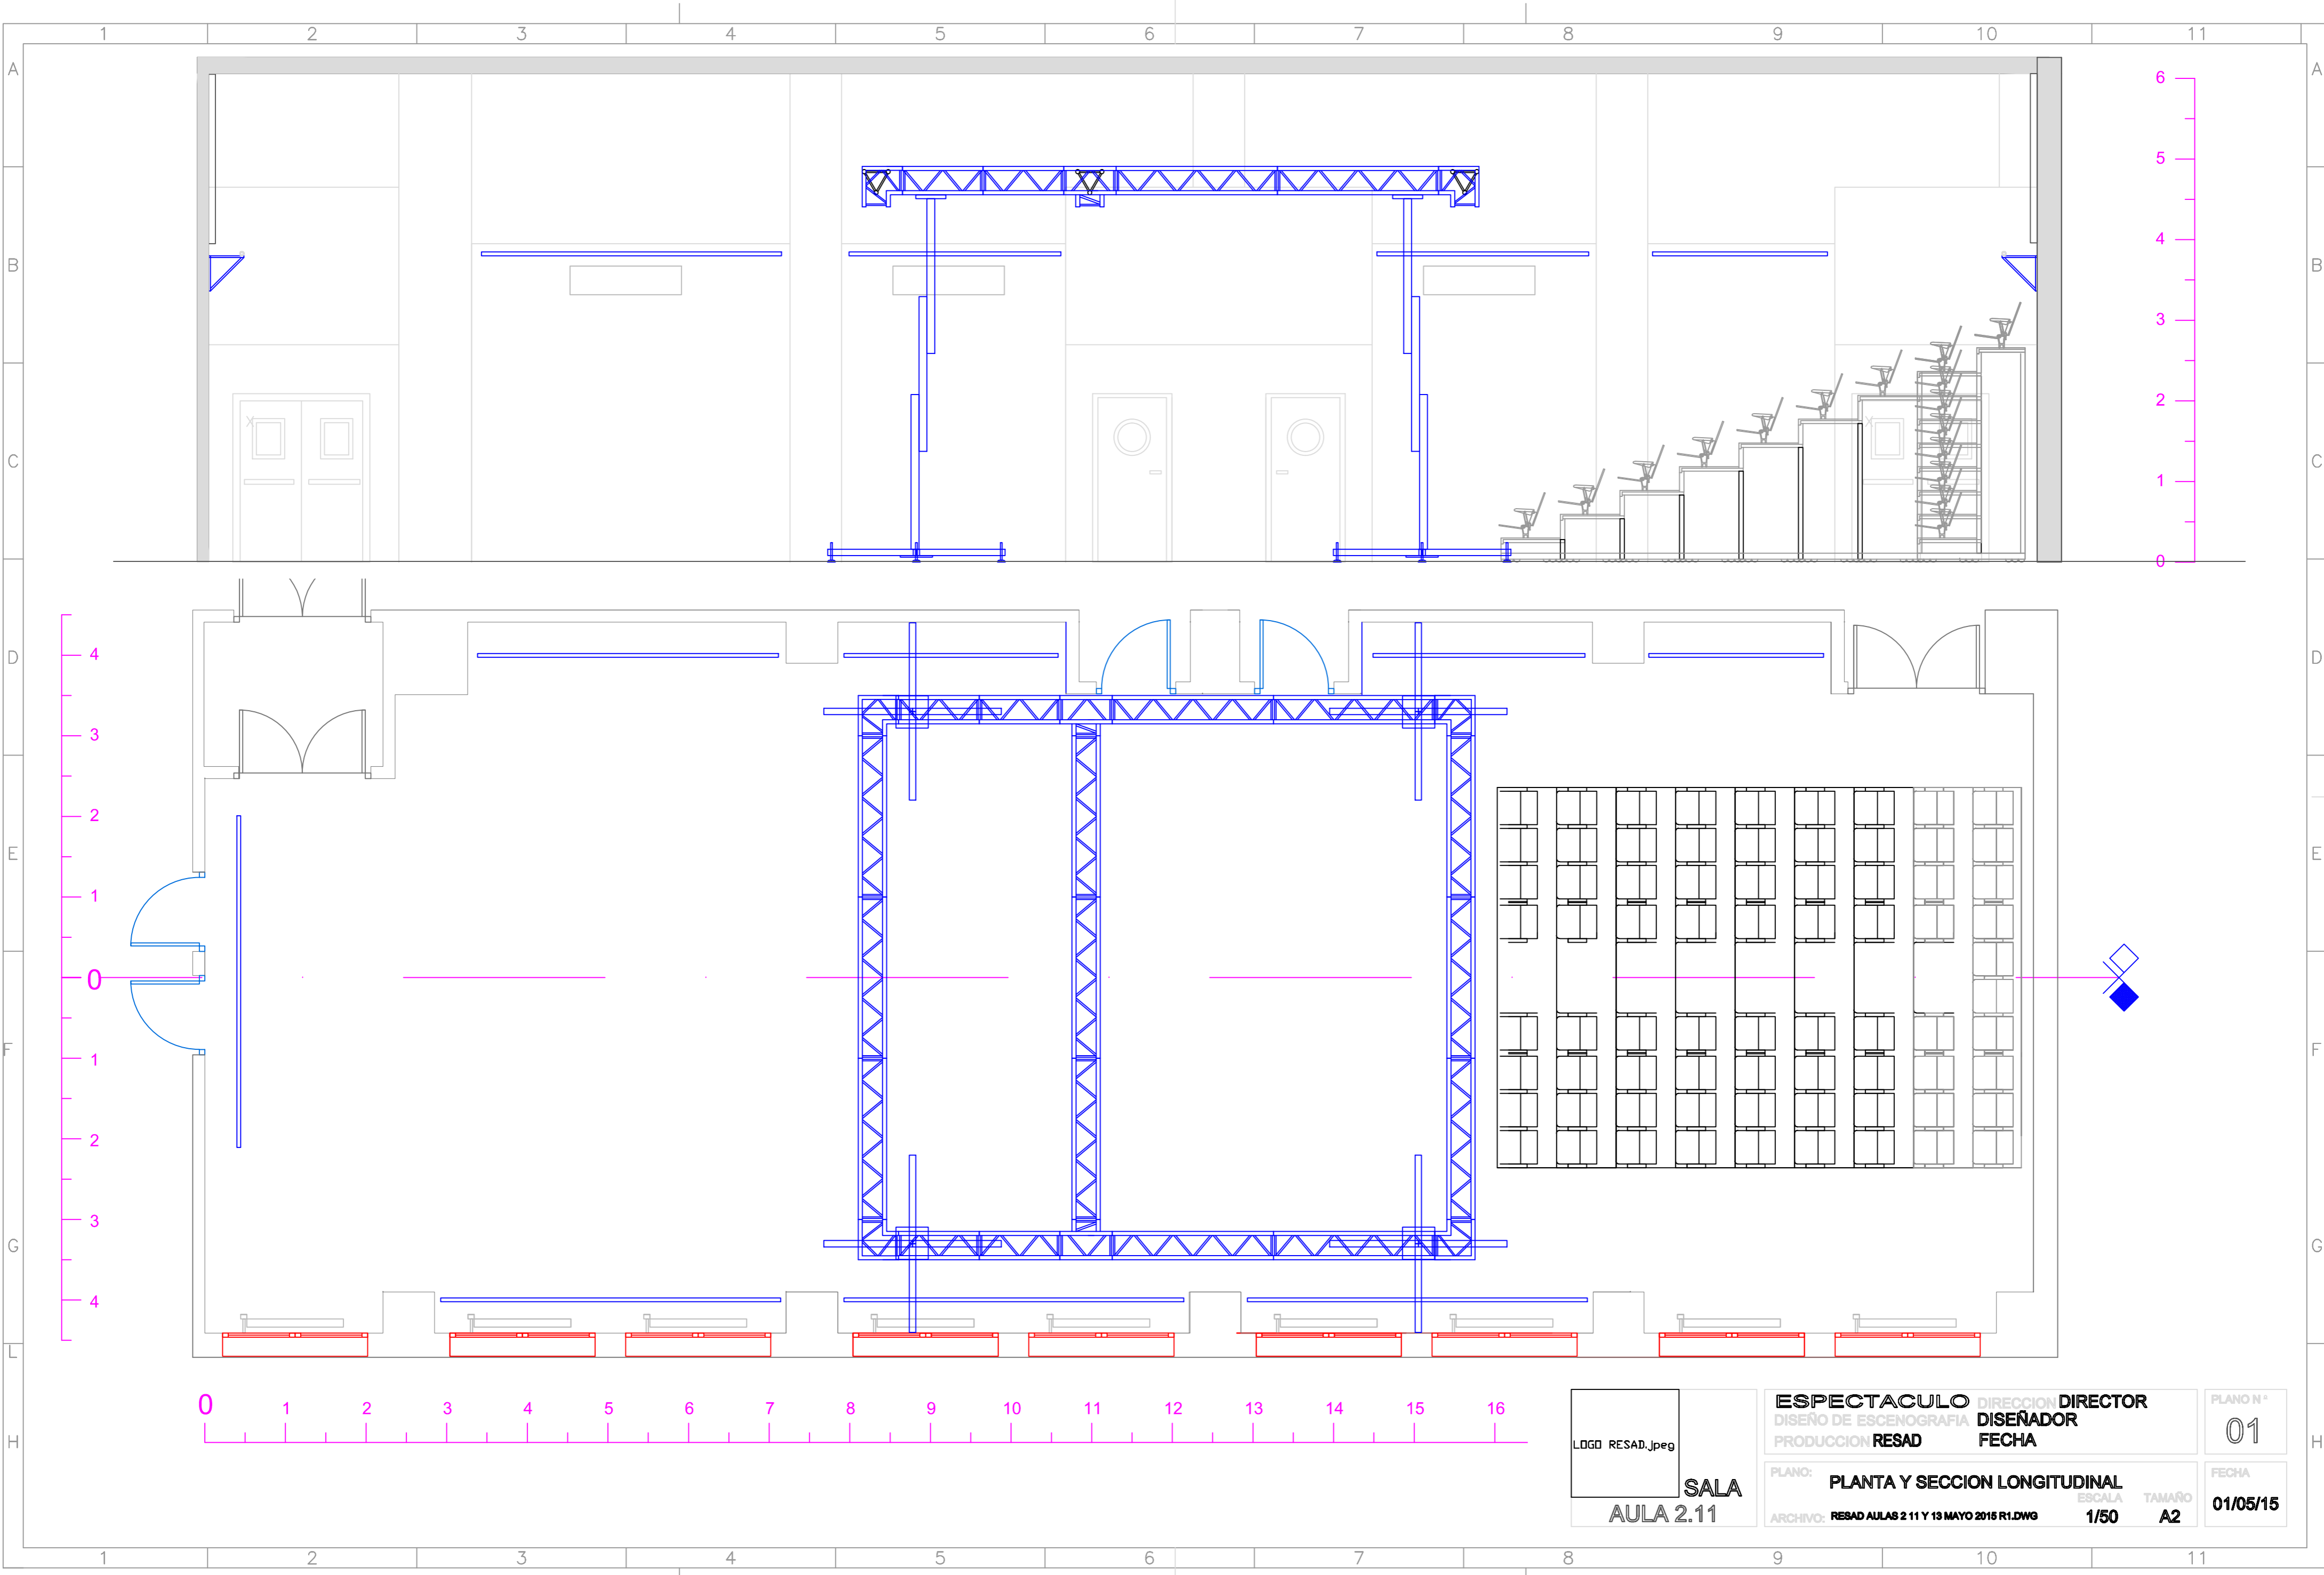 1 2 3 4 5 6 7 8 9 10 11
A A
6
5
4
B B
3
2
C C
1
0
X X
4
D D
3
2
E E
1
0
1
F F
2
3
G G
4
L
0 1 2 3 4 5 6 7 8 9 10 11 12 13 14 15 16
H H
LOGO RESAD.jpeg
SALA
AULA 2.11
ESPECTACULO DIRECCION DIRECTOR
DISEÑO DE ESCENOGRAFIA DISEÑADOR
PRODUCCION RESAD FECHA
PLANO Nº
01
PLANO: PLANTA Y SECCION LONGITUDINAL
ESCALA TAMAÑO
ARCHIVO: RESAD AULAS 2 11 Y 13 MAYO 2015 R1.DWG 1/50 A2
FECHA
01/05/15
1 2 3 4 5 6 7 8 9 10 11